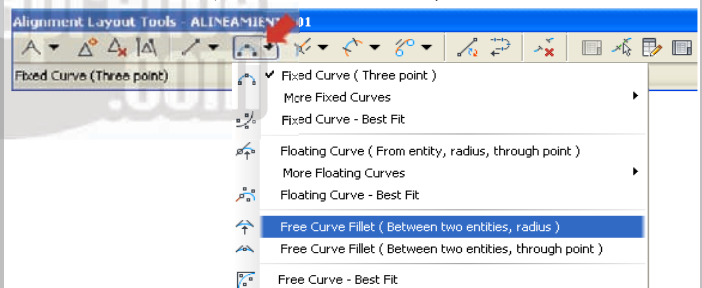 Alignment Layout Tools - ALINEAMIENTO 01
Fixed Curve (Three point)
Fixed Curve ( Three point )
More Fixed Curves
Fixed Curve - Best Fit
Floating Curve ( From entity, radius, through point )
More Floating Curves
Floating Curve - Best Fit
Free Curve Fillet ( Between two entities, radius )
Free Curve Fillet ( Between two entities, through point )
Free Curve - Best Fit